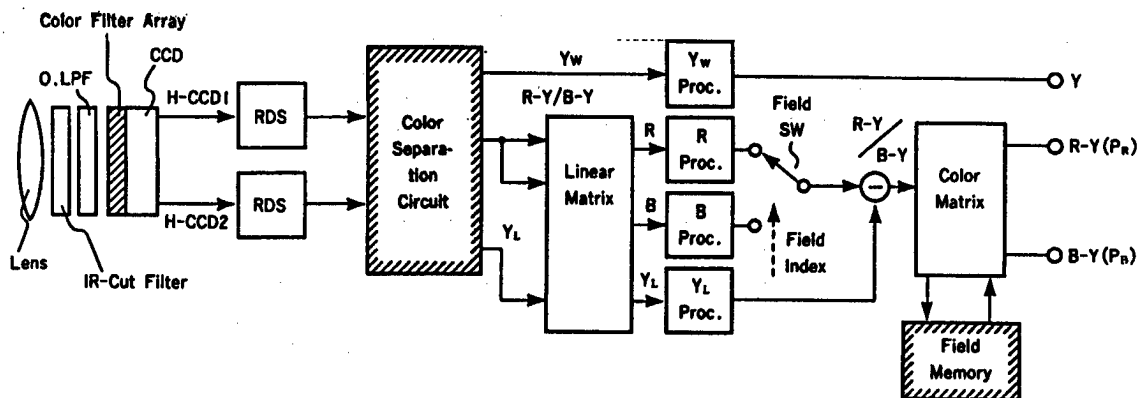 Color Filter Array
CCD
O.LPF
H-CCD1
H-CCD2
Lens
IR-Cut Filter
RDS
RDS
Color
Separa-
tion
Circuit
Yw
R-Y/B-Y
YL
Linear
Matrix
R
B
YL
Yw
Proc.
R
Proc.
B
Proc.
YL
Proc.
Field
SW
Field
Index
R-Y
B-Y
−
Color
Matrix
Field
Memory
Y
R-Y(PR)
B-Y(PB)